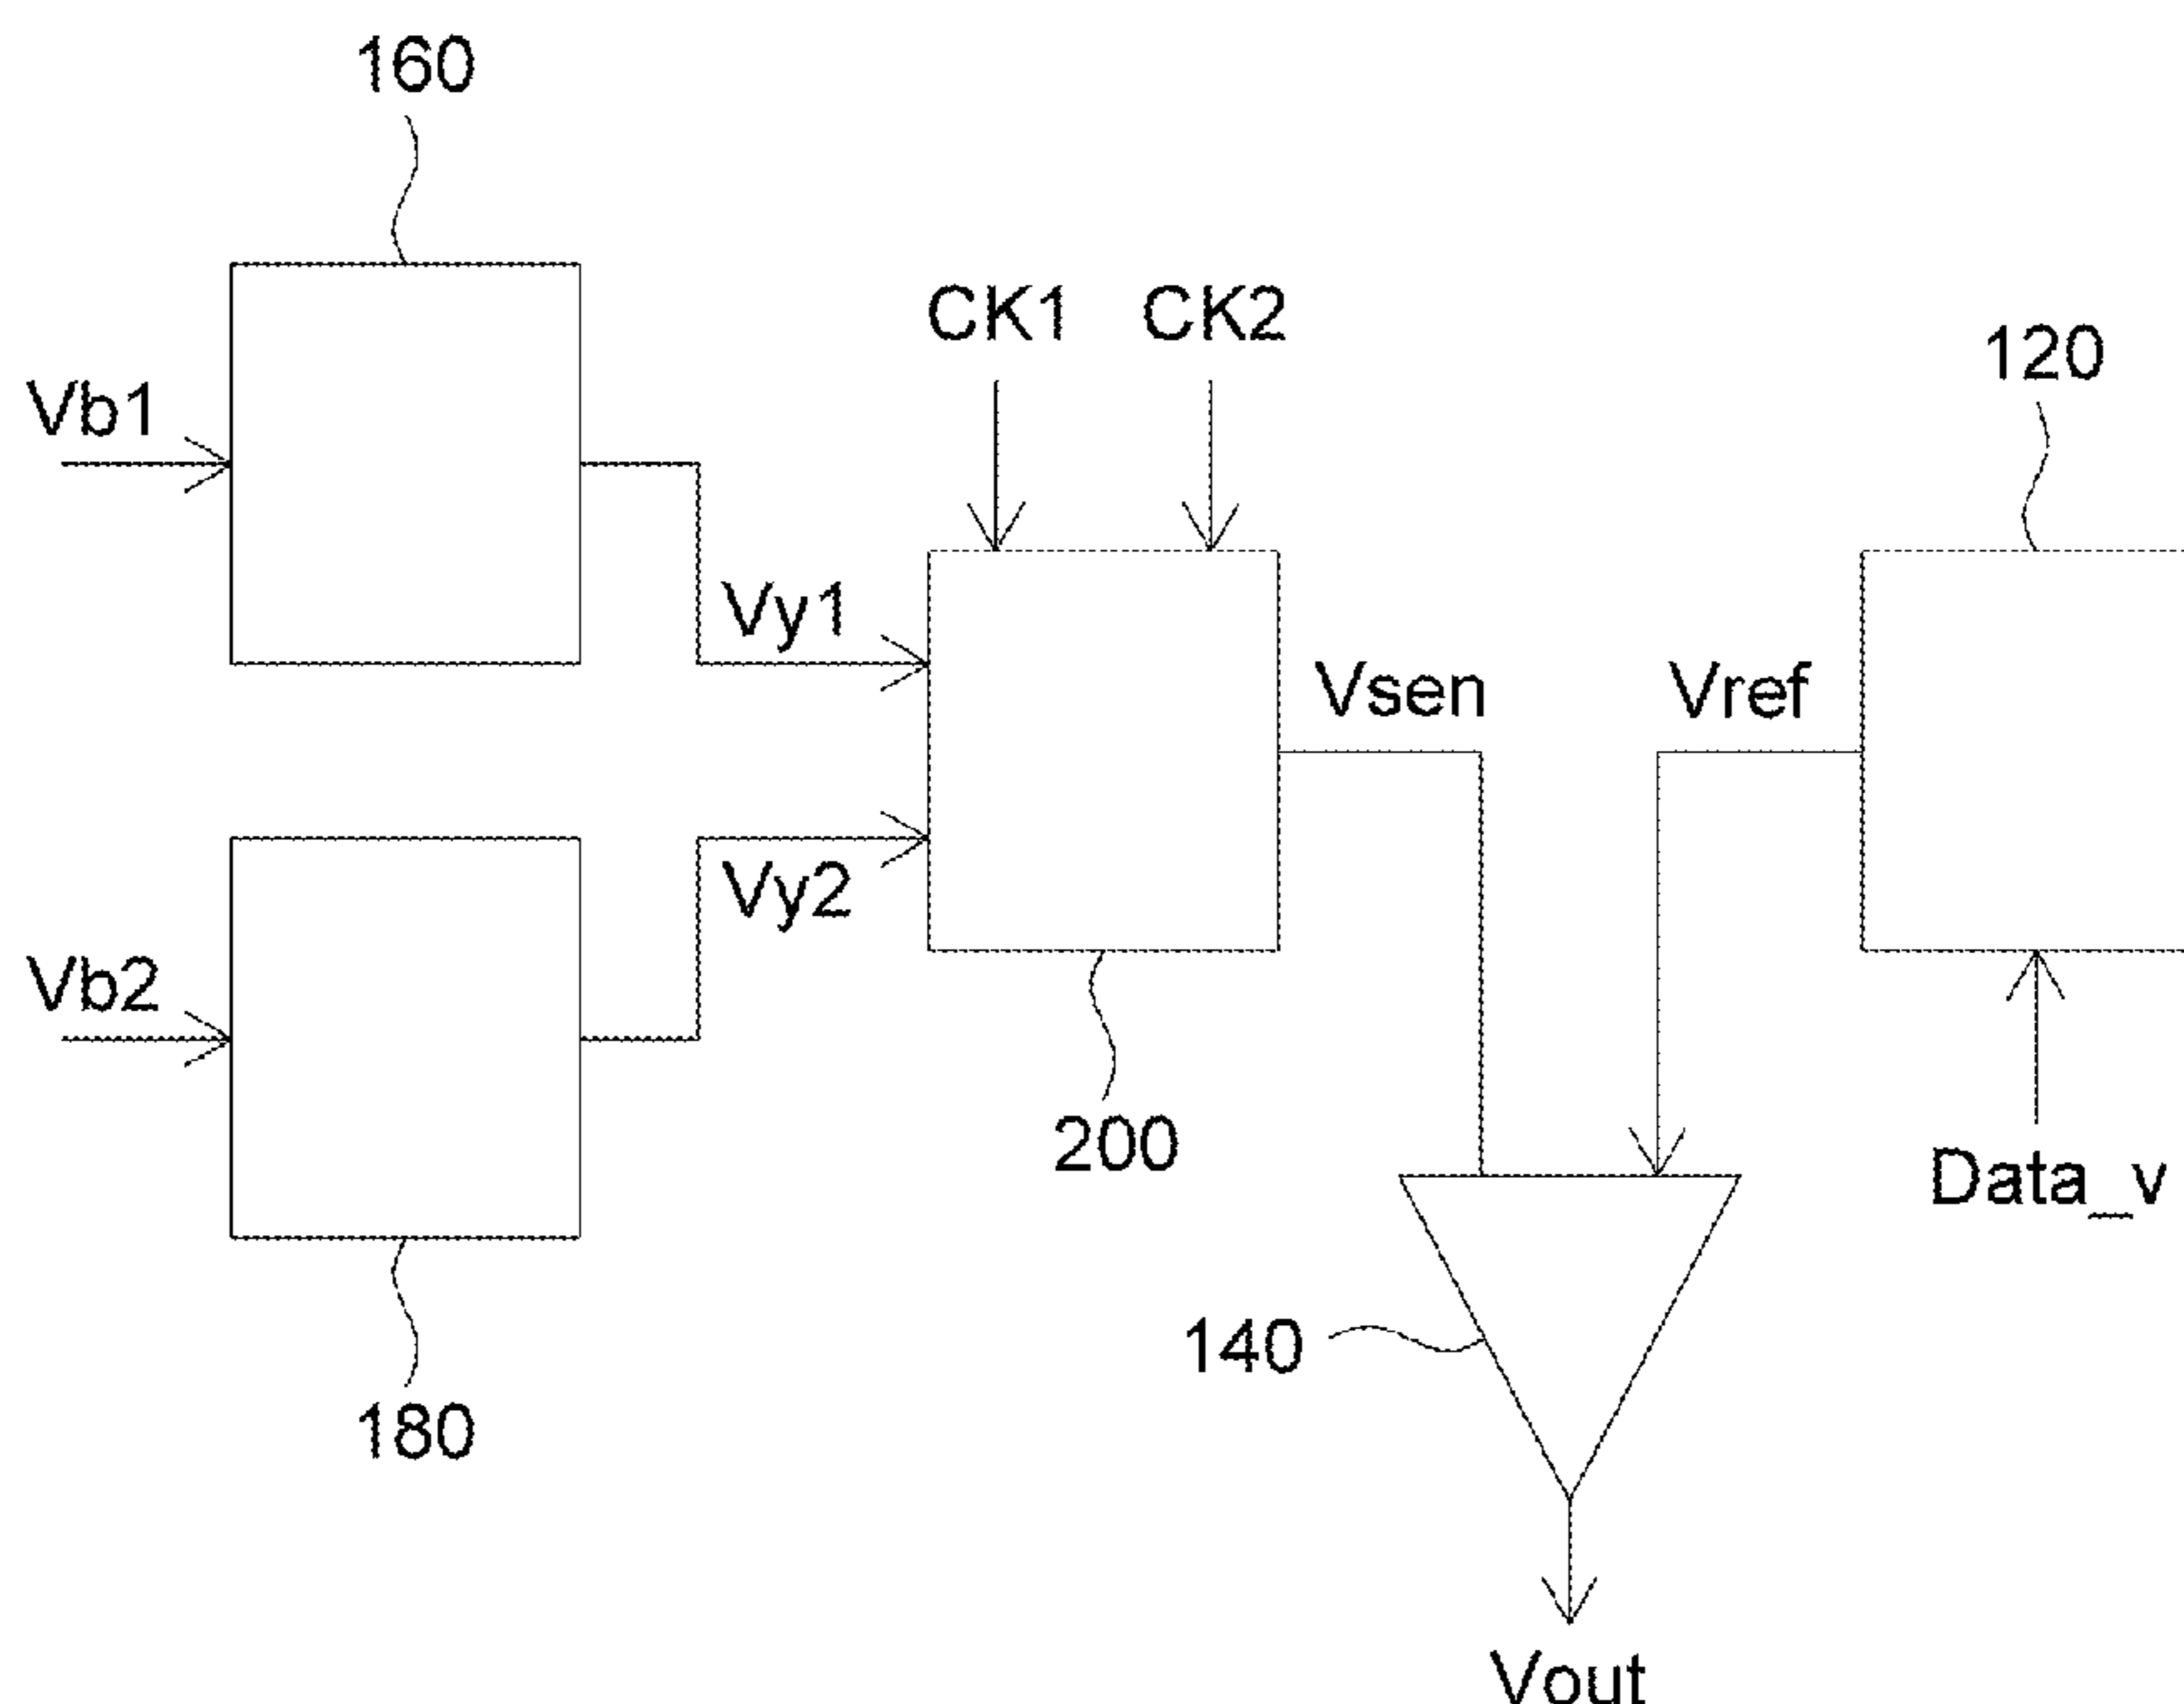 160
CK1 CK2
120
Vb1
Vy1
Vsen Vref
Vy2
Vb2
200
Data_v
140
180
Vout